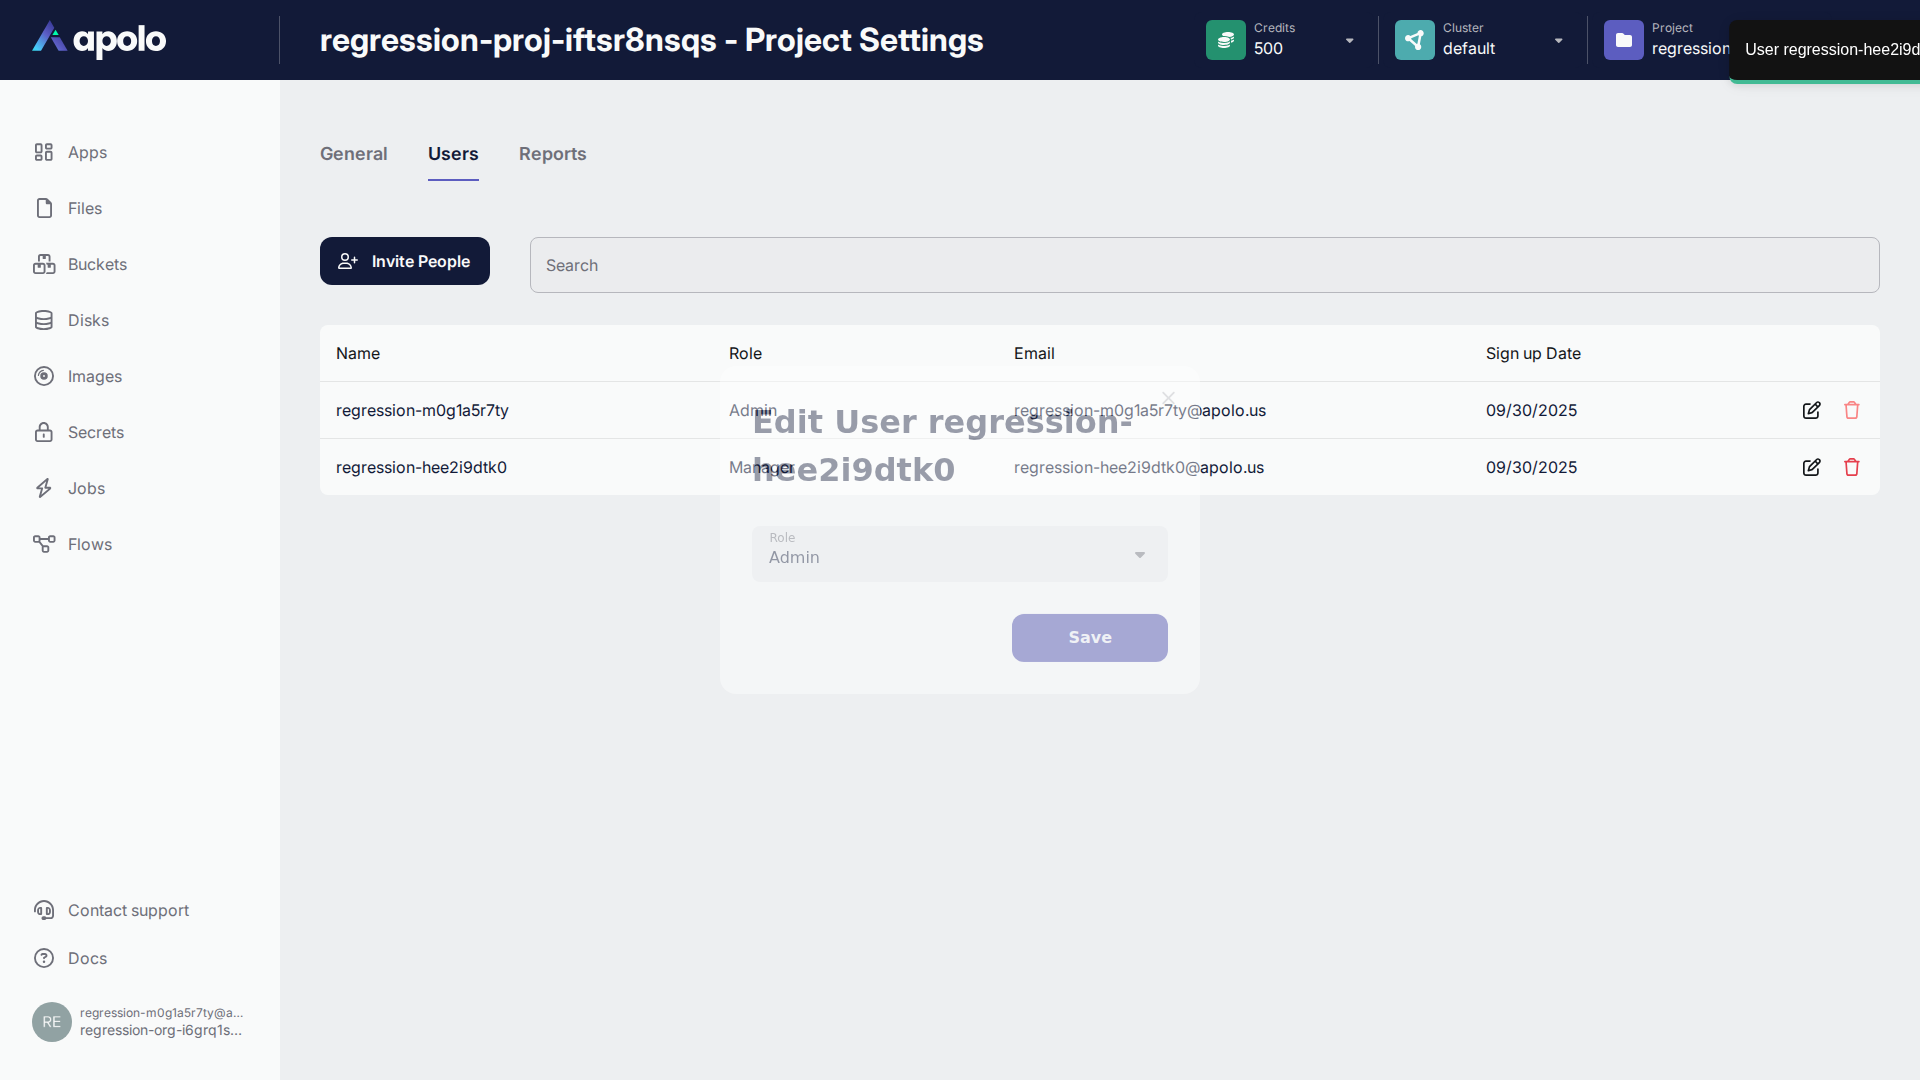 apolo
regression-proj-iftsr8nsqs - Project Settings
Credits
500
Cluster
default
Project
regression
User regression-hee2i9d
Apps
Files
Buckets
Disks
Images
Secrets
Jobs
Flows
General Users Reports
Invite People
Search
Name Role Email Sign up Date
regression-m0g1a5r7ty Admin regression-m0g1a5r7ty@apolo.us 09/30/2025
regression-hee2i9dtk0 Manager regression-hee2i9dtk0@apolo.us 09/30/2025
Edit User regression-
hee2i9dtk0
Role
Admin
Save
Contact support
Docs
RE
regression-m0g1a5r7ty@a...
regression-org-i6grq1s...